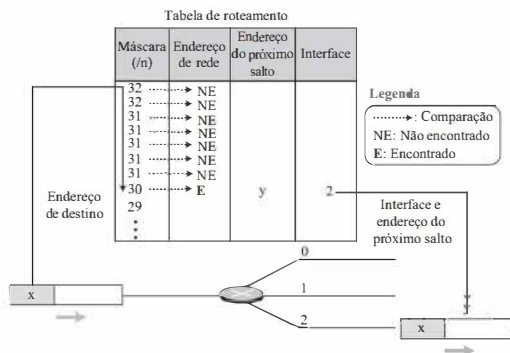 Tabela de roteamento
Máscara (/n)
Endereço de rede
Endereço do próximo salto
Interface
32 NE
32 NE
31 NE
31 NE
31 NE
31 NE
31 NE
30 E y 2
29
Legenda
: Comparação
NE: Não encontrado
E: Encontrado
Endereço
de destino
Interface e
endereço do
próximo salto
0
1
2
x
x